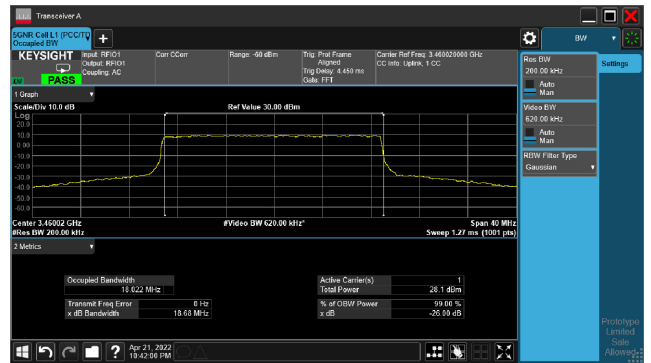 Transceiver A
5GNR Cell L1 (PCC/TD
Occupied BW
KEYSIGHT
Input: RFIO1
Output: RFIO1
Coupling: AC
PASS
Corr CCorr
Range: -60 dBm
Trig: Prot Frame
Aligned
Trig Delay: 4.450 ms
Gate: FFT
Carrier Ref Freq: 3.460020000 GHz
CC Info: Uplink, 1 CC
BW
Res BW
200.00 kHz
Auto
Man
Video BW
620.00 kHz
Auto
Man
RBW Filter Type
Gaussian
Settings
1 Graph
Scale/Div 10.0 dB
Ref Value 30.00 dBm
Log
20.0
10.0
0.00
-10.0
-20.0
-30.0
-40.0
-50.0
-60.0
Center 3.46002 GHz
#Video BW 620.00 kHz*
Span 40 MHz
#Res BW 200.00 kHz
Sweep 1.27 ms (1001 pts)
2 Metrics
Occupied Bandwidth
18.022 MHz
Active Carrier(s) 1
Total Power 28.1 dBm
Transmit Freq Error 0 Hz
x dB Bandwidth 18.68 MHz
% of OBW Power 99.00 %
x dB -26.00 dB
Prototype
Limited
Sale
Allowed
Apr 21, 2022
10:42:00 PM